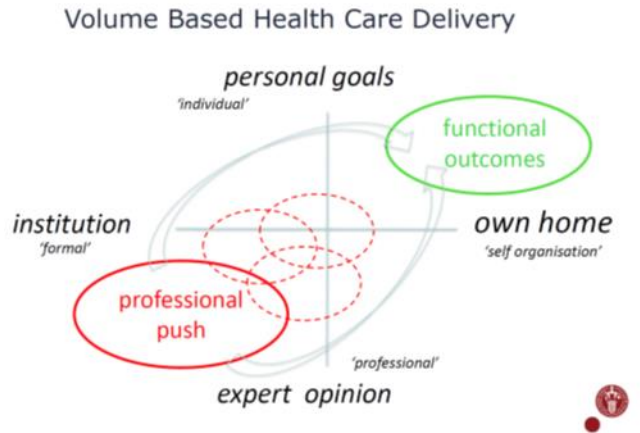 Volume Based Health Care Delivery
personal goals
'individual'
functional
outcomes
institution
'formal'
own home
'self organisation'
professional
push
'professional'
expert opinion